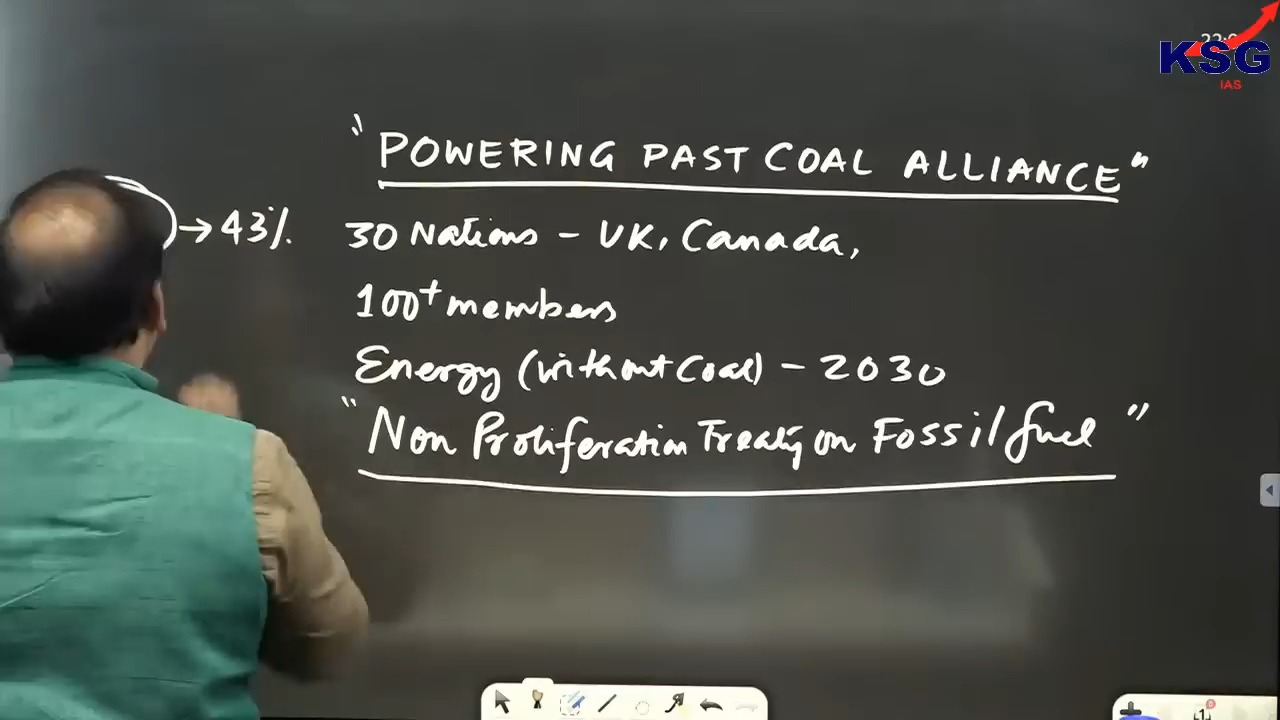 KSG
IAS
"POWERING PAST COAL ALLIANCE"
→ 43%. 30 Nations - UK, Canada,
100+ members
Energy (without Coal) - 2030
"Non Proliferation Treaty on Fossil fuel"